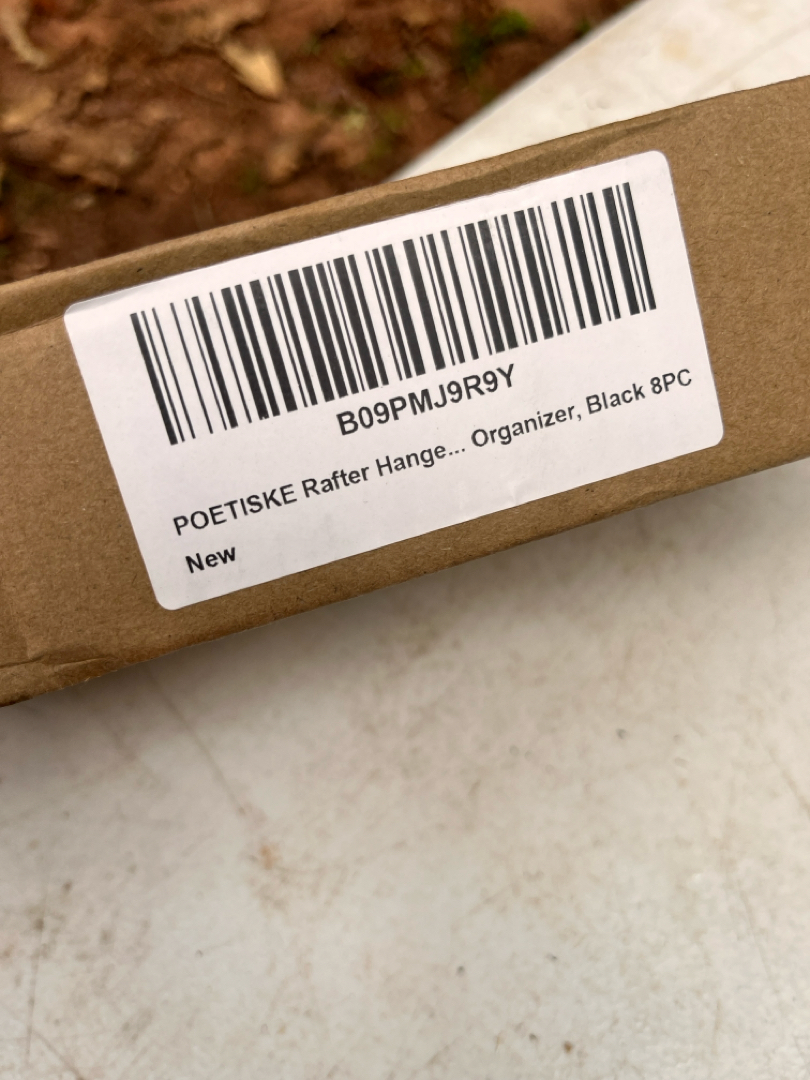 B09PMJ9R9Y
POETISKE Rafter Hange... Organizer, Black 8PC
New